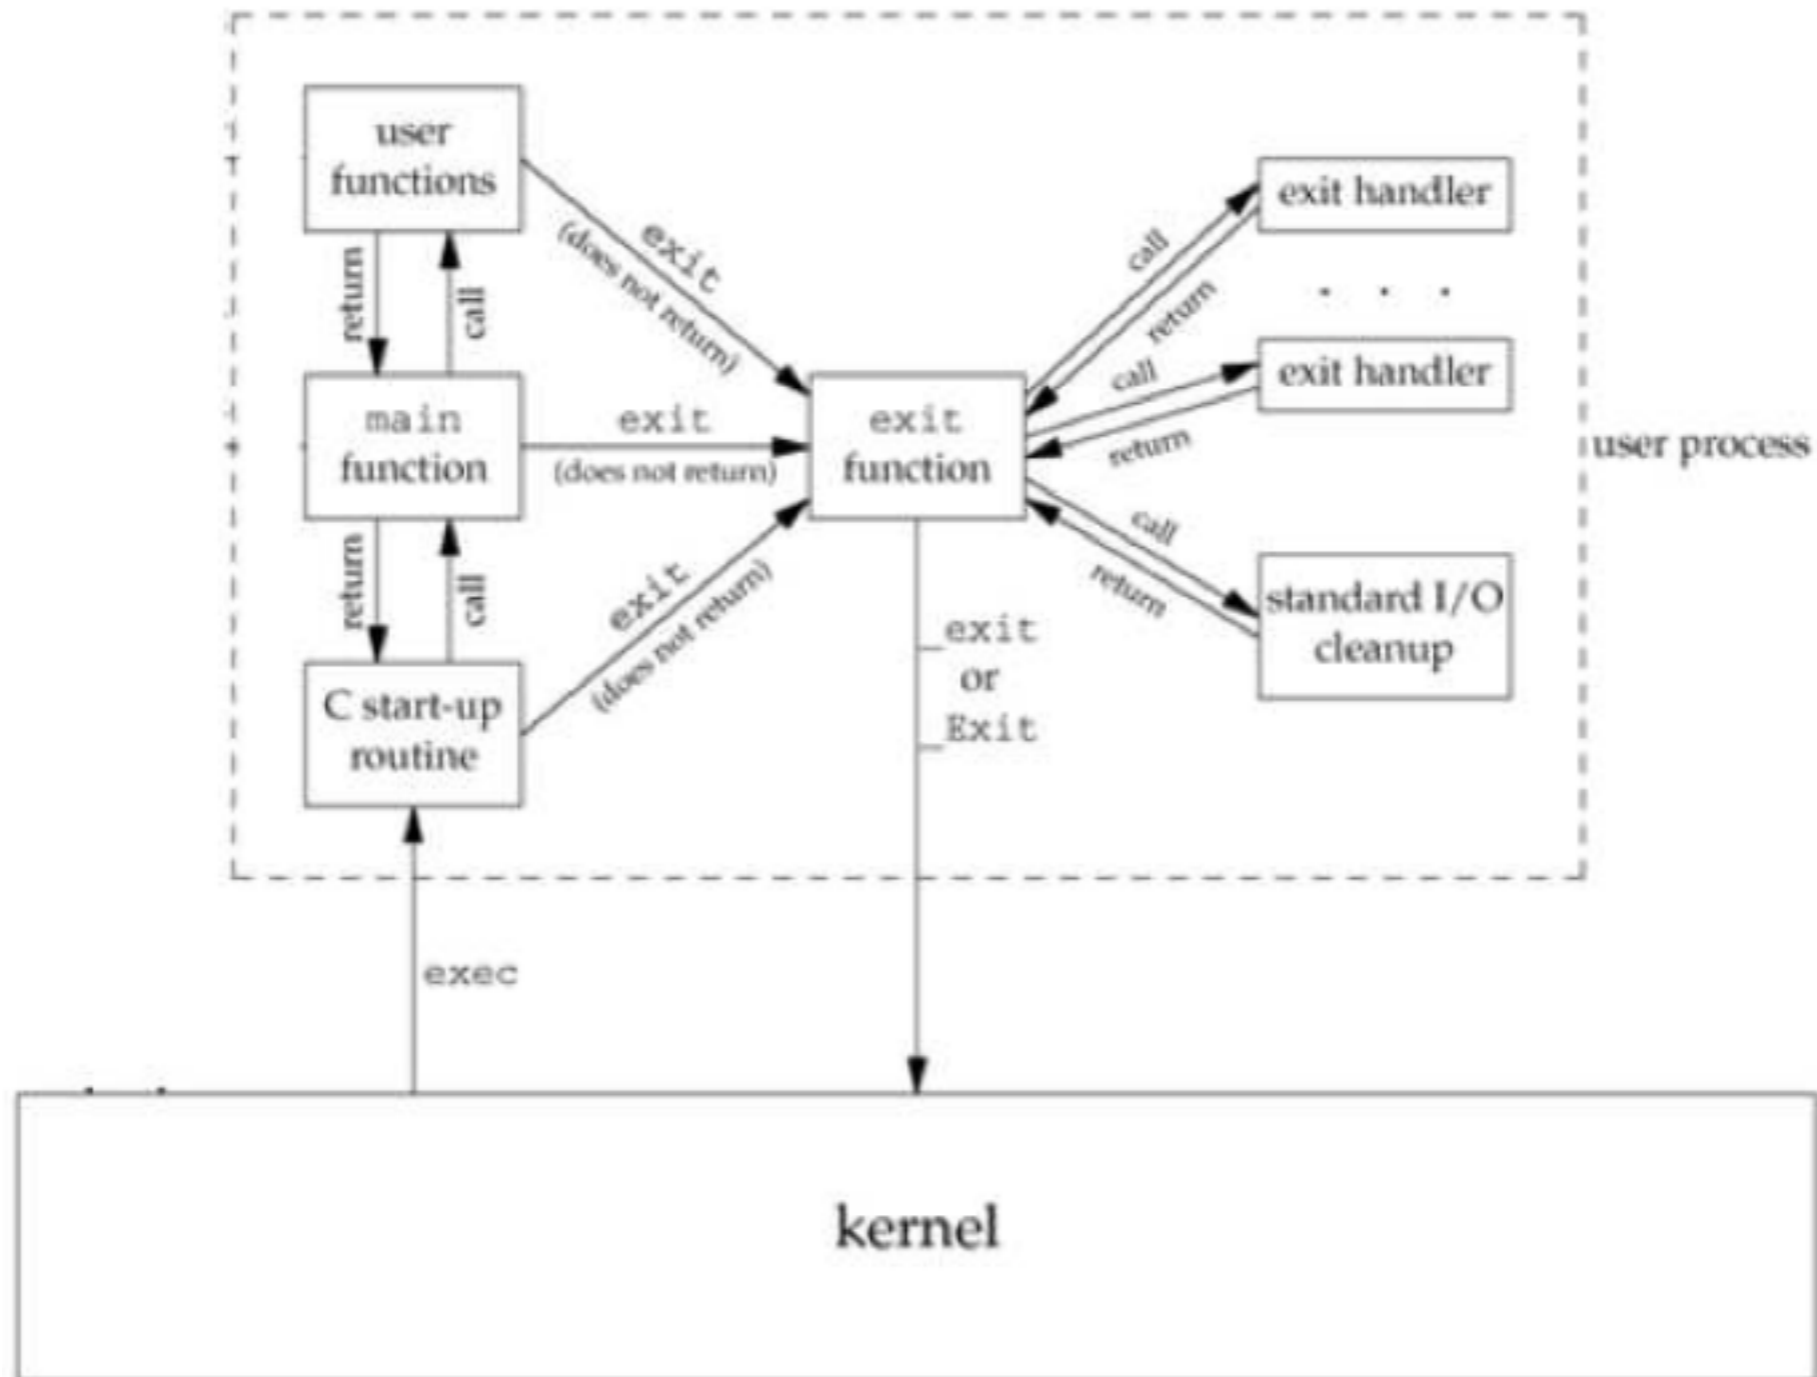 user
functions
exit
(does not return)
return
call
main
function
exit
(does not return)
return
call
C start-up
routine
exit
(does not return)
exit
function
call
return
exit handler
. . .
call
return
exit handler
call
return
standard I/O
cleanup
_exit
or
_Exit
user process
exec
kernel